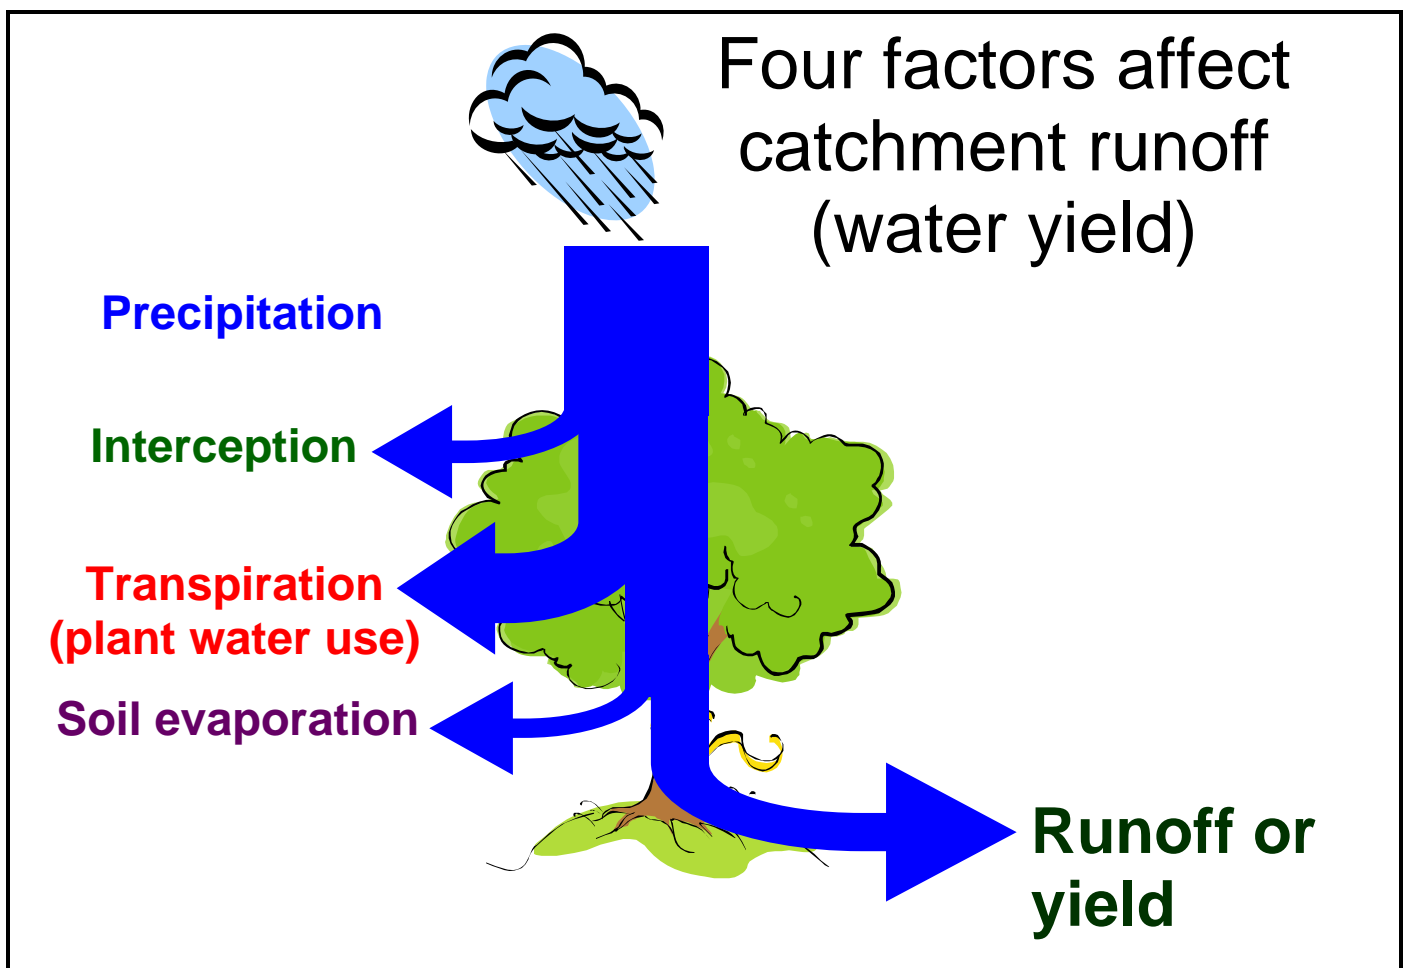 Four factors affect
catchment runoff
(water yield)
Precipitation
Interception
Transpiration
(plant water use)
Soil evaporation
Runoff or
yield